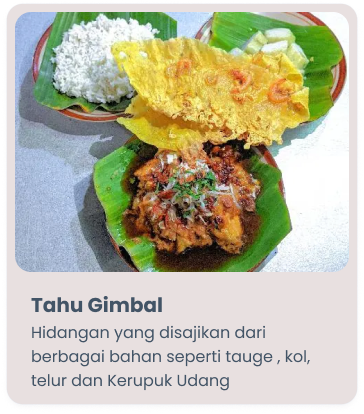 Tahu Gimbal
Hidangan yang disajikan dari
berbagai bahan seperti tauge , kol,
telur dan Kerupuk Udang